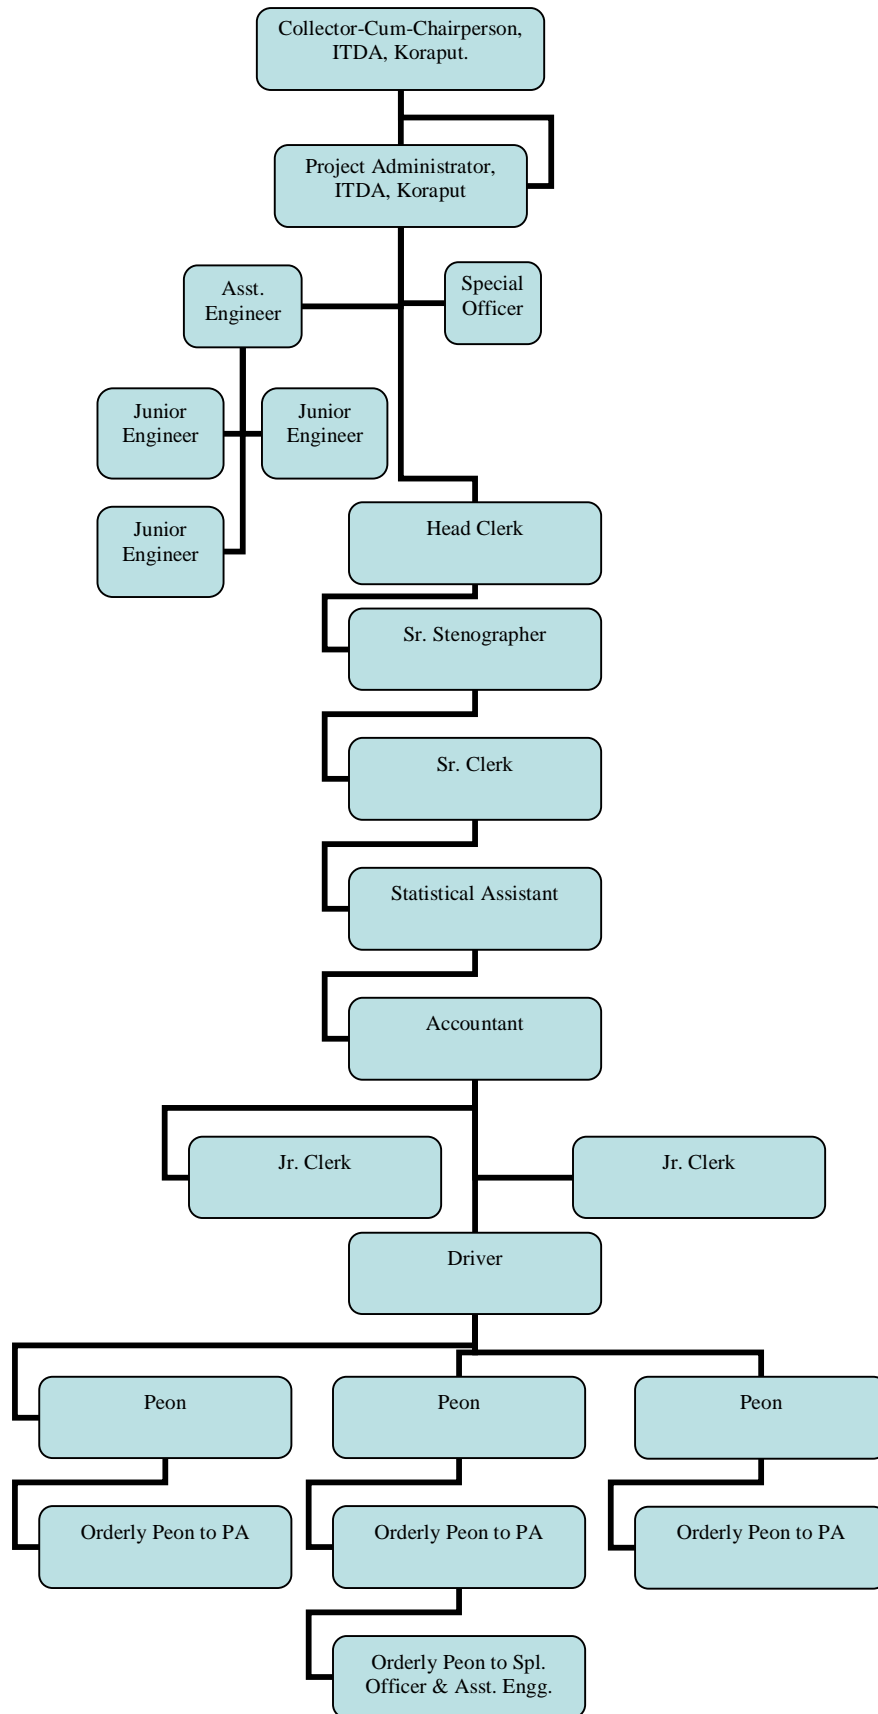 Collector-Cum-Chairperson,
ITDA, Koraput.
Project Administrator,
ITDA, Koraput
Asst.
Engineer
Special
Officer
Junior
Engineer
Junior
Engineer
Junior
Engineer
Head Clerk
Sr. Stenographer
Sr. Clerk
Statistical Assistant
Accountant
Jr. Clerk
Jr. Clerk
Driver
Peon
Peon
Peon
Orderly Peon to PA
Orderly Peon to PA
Orderly Peon to PA
Orderly Peon to Spl.
Officer & Asst. Engg.